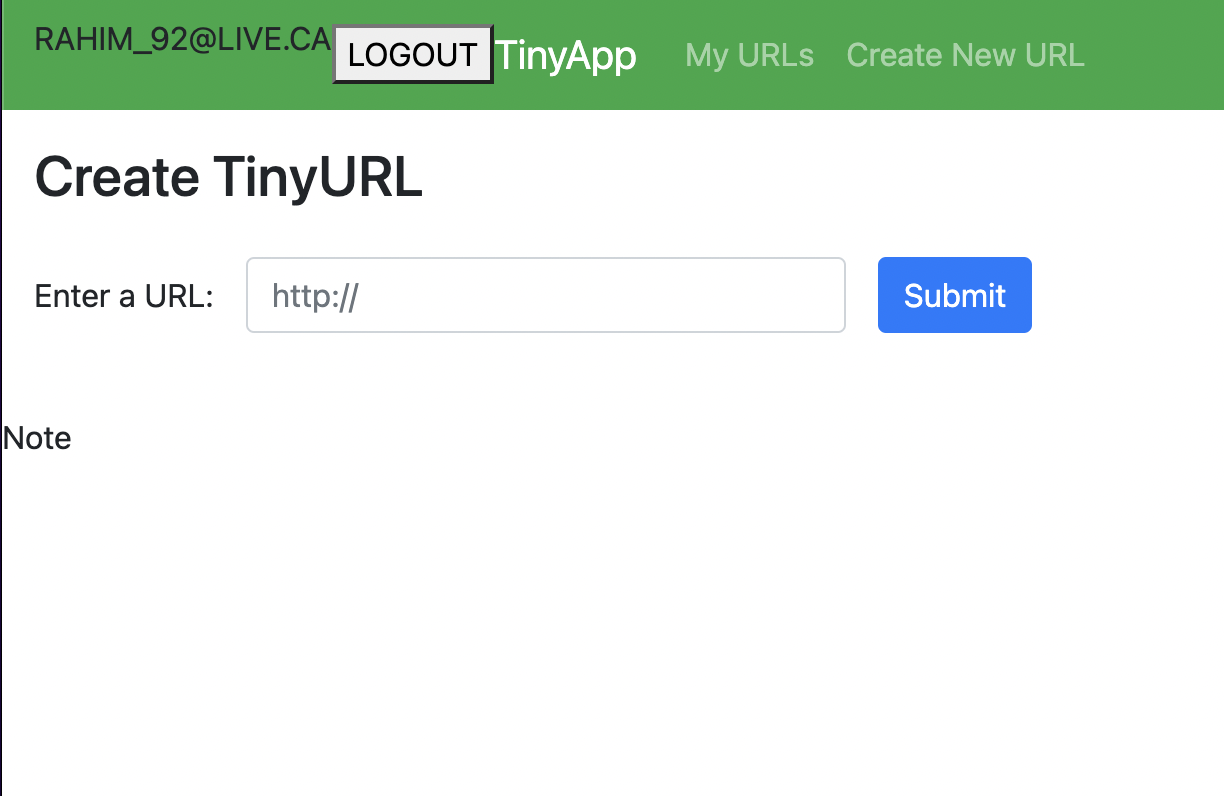 RAHIM_92@LIVE.CA LOGOUT TinyApp My URLs Create New URL
Create TinyURL
Enter a URL: http:// Submit
Note